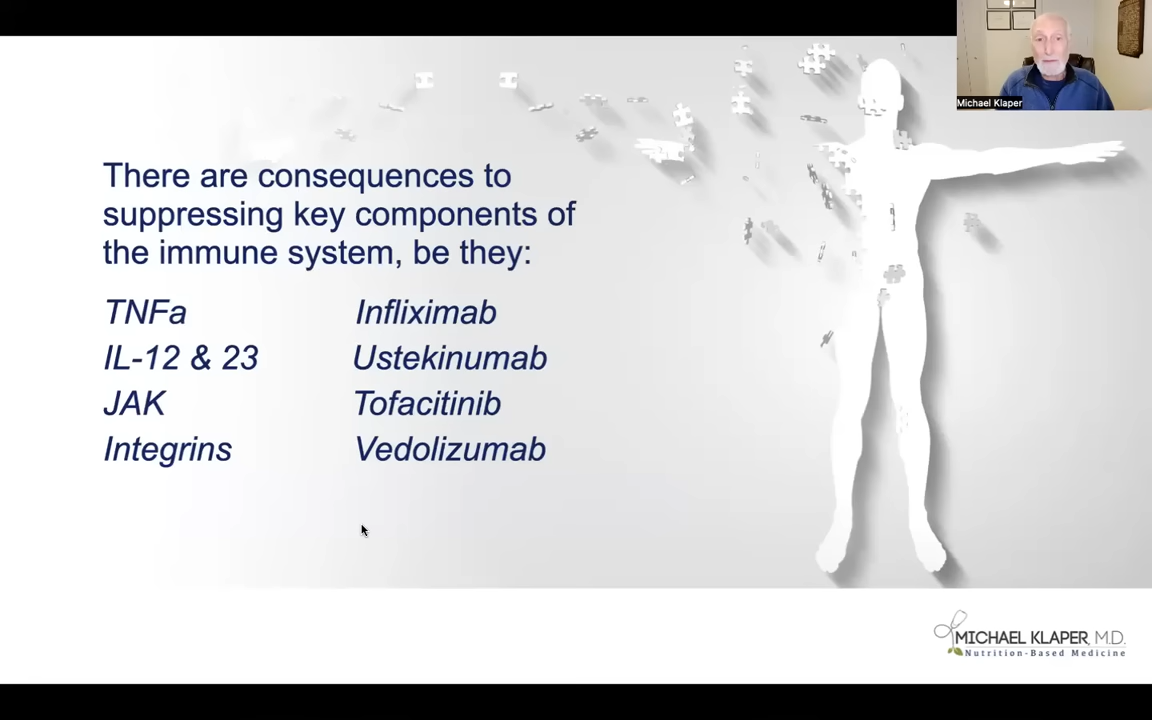 Michael Klaper
There are consequences to
suppressing key components of
the immune system, be they:
TNFa Infliximab
IL-12 & 23 Ustekinumab
JAK Tofacitinib
Integrins Vedolizumab
MICHAEL KLAPER, M.D.
Nutrition-Based Medicine